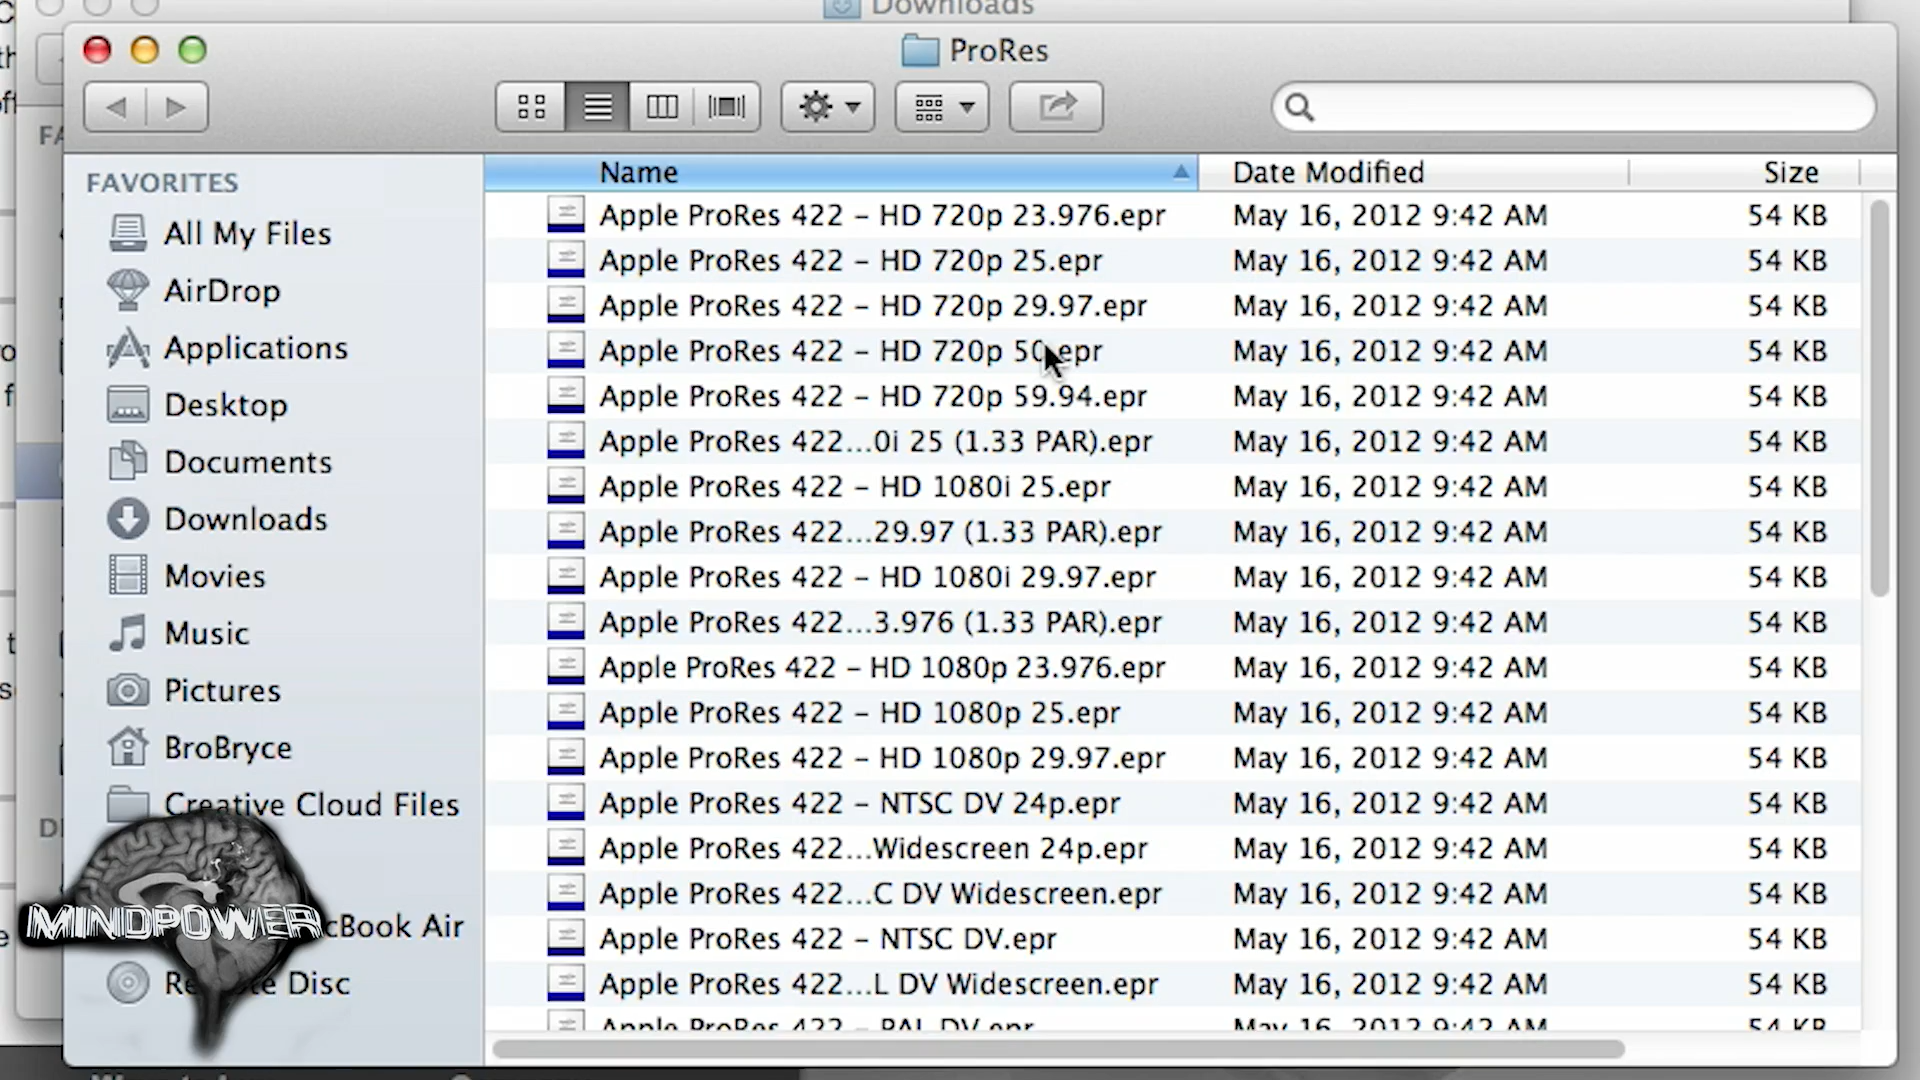 Downloads
ProRes
Name Date Modified Size
FAVORITES
All My Files
AirDrop
Applications
Desktop
Documents
Downloads
Movies
Music
Pictures
BroBryce
Creative Cloud Files
cBook Air
Disc
MINDPOWER
Apple ProRes 422 – HD 720p 23.976.epr May 16, 2012 9:42 AM 54 KB
Apple ProRes 422 – HD 720p 25.epr May 16, 2012 9:42 AM 54 KB
Apple ProRes 422 – HD 720p 29.97.epr May 16, 2012 9:42 AM 54 KB
Apple ProRes 422 – HD 720p 50.epr May 16, 2012 9:42 AM 54 KB
Apple ProRes 422 – HD 720p 59.94.epr May 16, 2012 9:42 AM 54 KB
Apple ProRes 422...0i 25 (1.33 PAR).epr May 16, 2012 9:42 AM 54 KB
Apple ProRes 422 – HD 1080i 25.epr May 16, 2012 9:42 AM 54 KB
Apple ProRes 422...29.97 (1.33 PAR).epr May 16, 2012 9:42 AM 54 KB
Apple ProRes 422 – HD 1080i 29.97.epr May 16, 2012 9:42 AM 54 KB
Apple ProRes 422...3.976 (1.33 PAR).epr May 16, 2012 9:42 AM 54 KB
Apple ProRes 422 – HD 1080p 23.976.epr May 16, 2012 9:42 AM 54 KB
Apple ProRes 422 – HD 1080p 25.epr May 16, 2012 9:42 AM 54 KB
Apple ProRes 422 – HD 1080p 29.97.epr May 16, 2012 9:42 AM 54 KB
Apple ProRes 422 – NTSC DV 24p.epr May 16, 2012 9:42 AM 54 KB
Apple ProRes 422...Widescreen 24p.epr May 16, 2012 9:42 AM 54 KB
Apple ProRes 422...C DV Widescreen.epr May 16, 2012 9:42 AM 54 KB
Apple ProRes 422 – NTSC DV.epr May 16, 2012 9:42 AM 54 KB
Apple ProRes 422...L DV Widescreen.epr May 16, 2012 9:42 AM 54 KB
Apple ProRes 422 – PAL DV.epr May 16, 2012 9:42 AM 54 KB